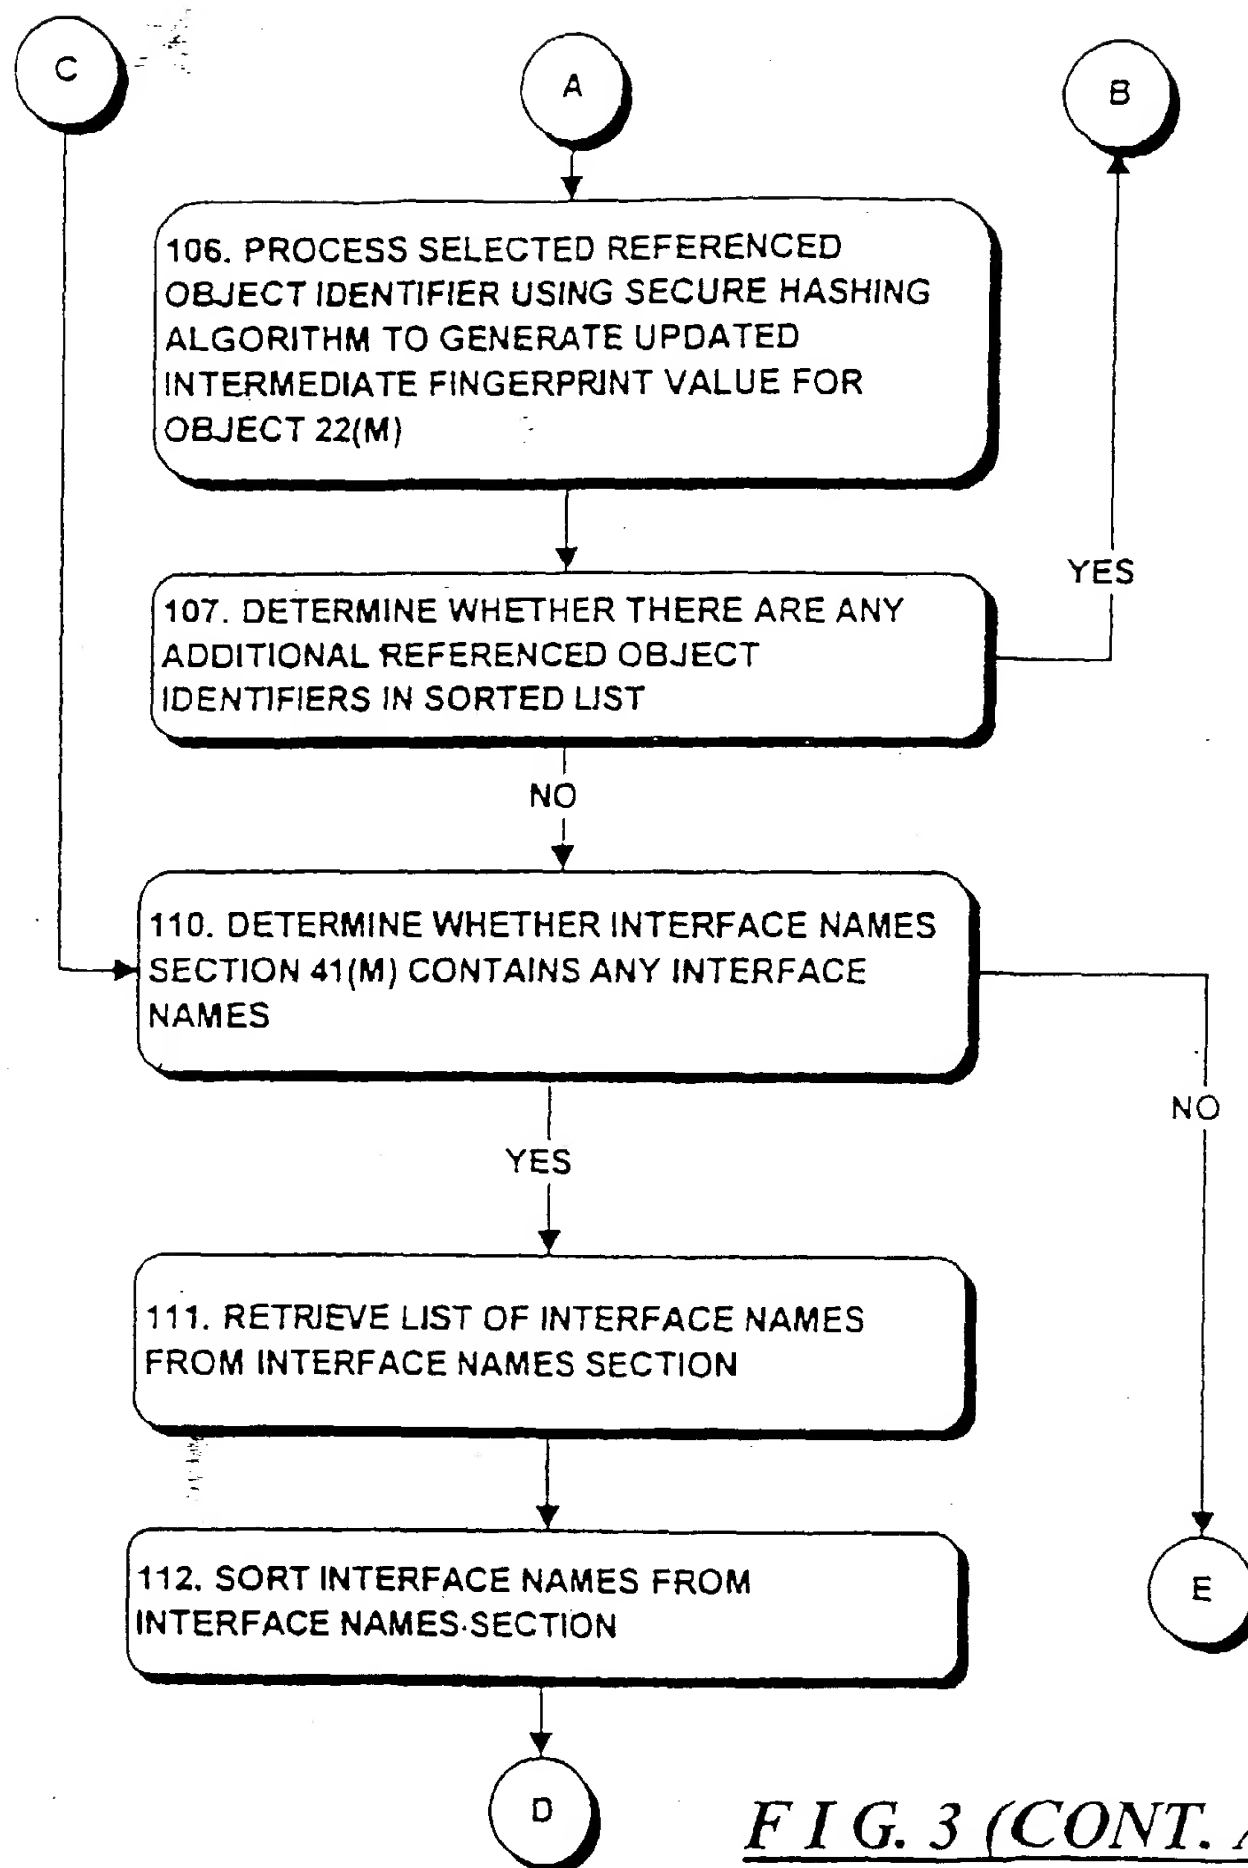 C
A
B
106. PROCESS SELECTED REFERENCED
OBJECT IDENTIFIER USING SECURE HASHING
ALGORITHM TO GENERATE UPDATED
INTERMEDIATE FINGERPRINT VALUE FOR
OBJECT 22(M)
YES
107. DETERMINE WHETHER THERE ARE ANY
ADDITIONAL REFERENCED OBJECT
IDENTIFIERS IN SORTED LIST
NO
110. DETERMINE WHETHER INTERFACE NAMES
SECTION 41(M) CONTAINS ANY INTERFACE
NAMES
NO
YES
111. RETRIEVE LIST OF INTERFACE NAMES
FROM INTERFACE NAMES SECTION
112. SORT INTERFACE NAMES FROM
INTERFACE NAMES SECTION
E
D
FIG. 3 (CONT.